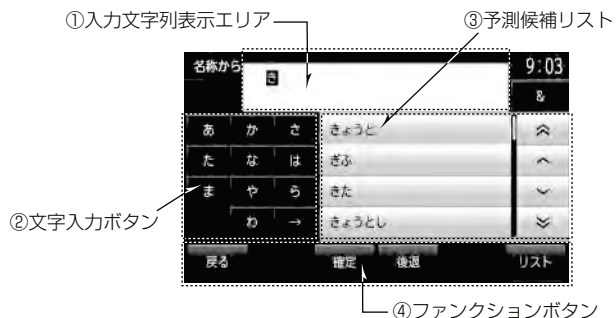 ①入力文字列表示エリア
③予測候補リスト
名称から
き
9:03
&
あ か さ
きょうと
た な は
ぎふ
ま や ら
きた
わ →
きょうとし
②文字入力ボタン
戻る 確定 後退 リスト
④ファンクションボタン